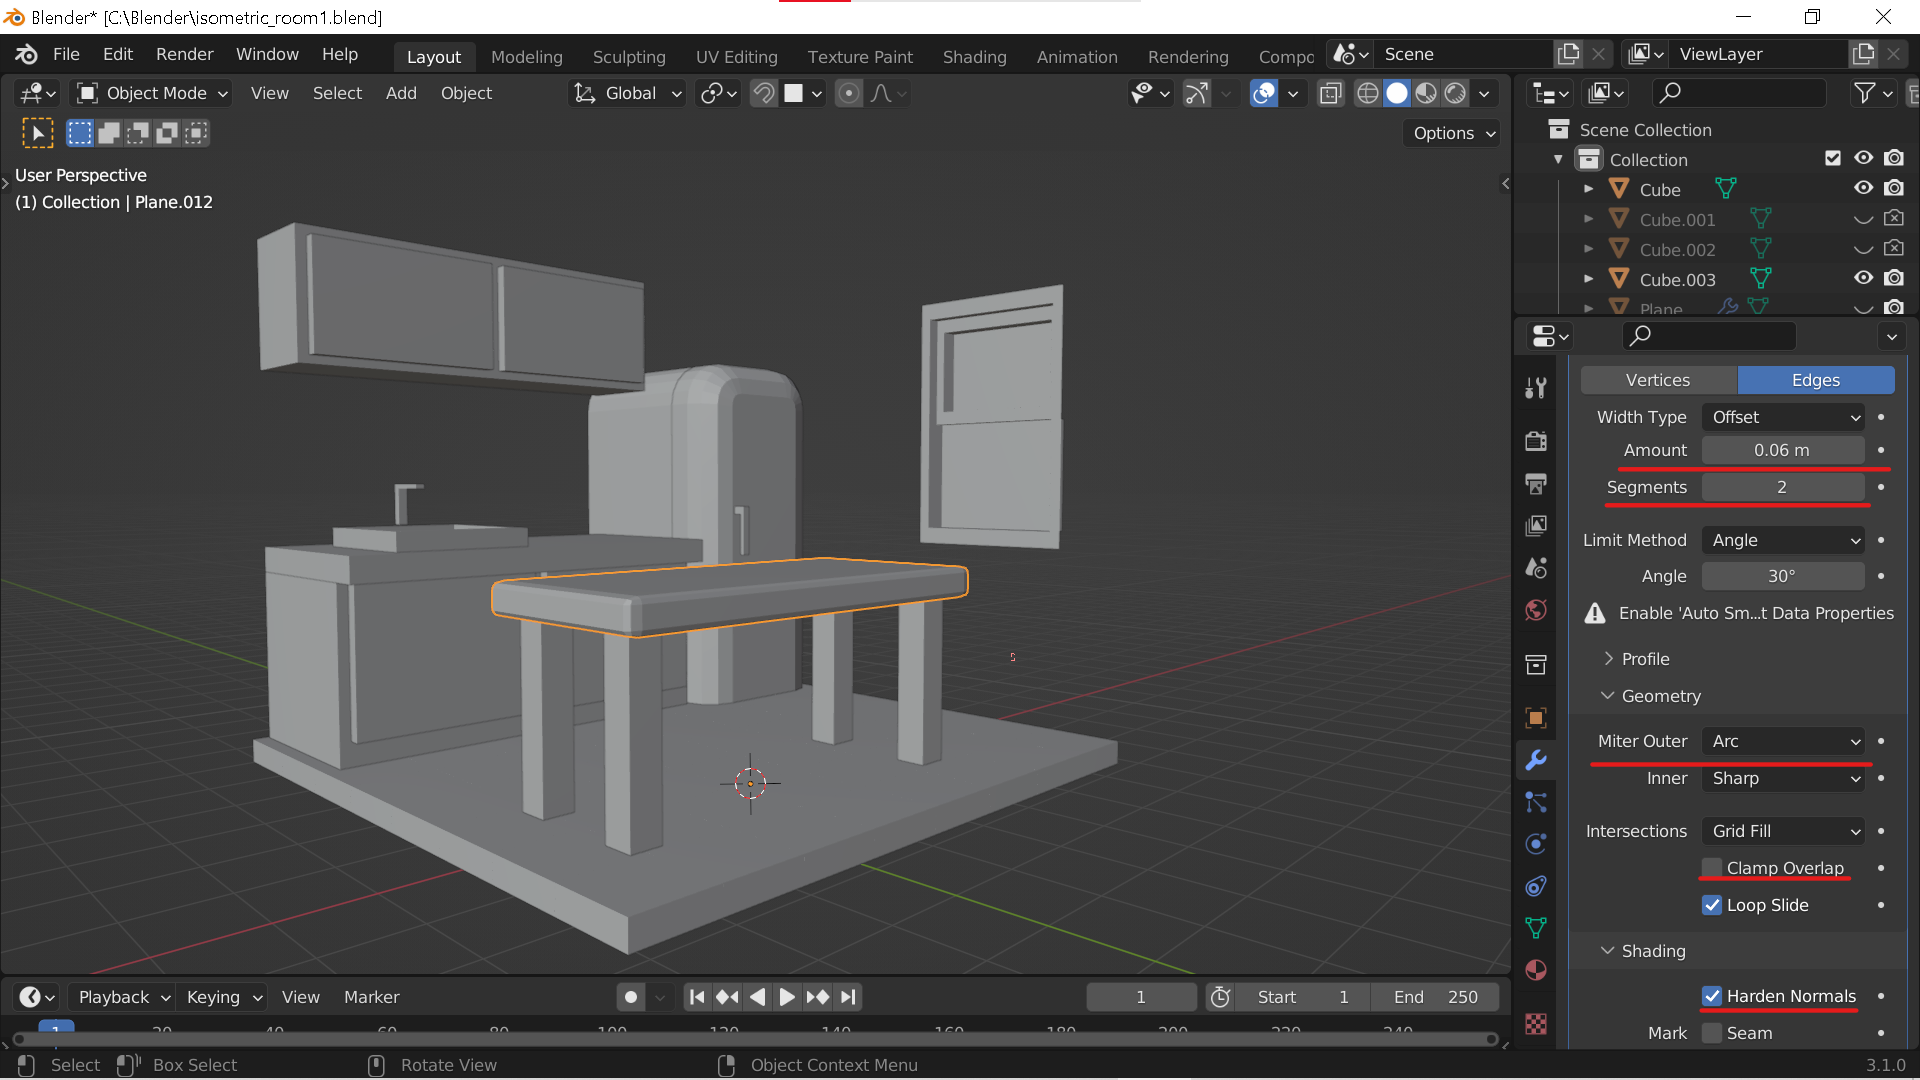 Blender* [C:\Blender\isometric_room1.blend]
File Edit Render Window Help Layout Modeling Sculpting UV Editing Texture Paint Shading Animation Rendering Compo Scene ViewLayer
Object Mode View Select Add Object Global
Options
User Perspective
(1) Collection | Plane.012
Scene Collection
Collection
Cube
Cube.001
Cube.002
Cube.003
Plane
Vertices Edges
Width Type Offset
Amount 0.06 m
Segments 2
Limit Method Angle
Angle 30°
Enable 'Auto Sm...t Data Properties
Profile
Geometry
Miter Outer Arc
Inner Sharp
Intersections Grid Fill
Clamp Overlap
Loop Slide
Shading
Harden Normals
Mark Seam
Playback Keying View Marker 1 Start 1 End 250
1 20 40 60 80 100 120 140 160 180 220 240
Select Box Select Rotate View Object Context Menu 3.1.0